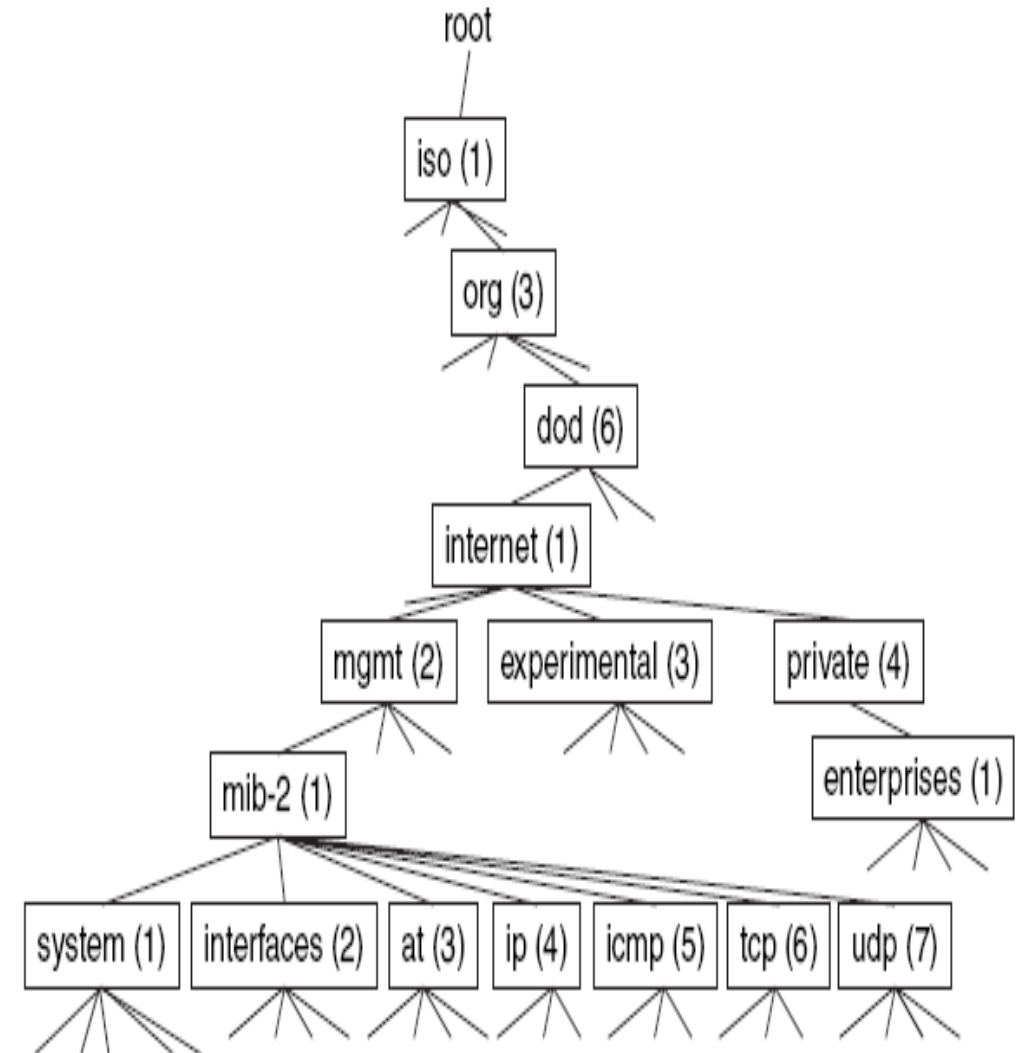 root
iso (1)
org (3)
dod (6)
internet (1)
mgmt (2) experimental (3) private (4)
enterprises (1)
mib-2 (1)
system (1) interfaces (2) at (3) ip (4) icmp (5) tcp (6) udp (7)